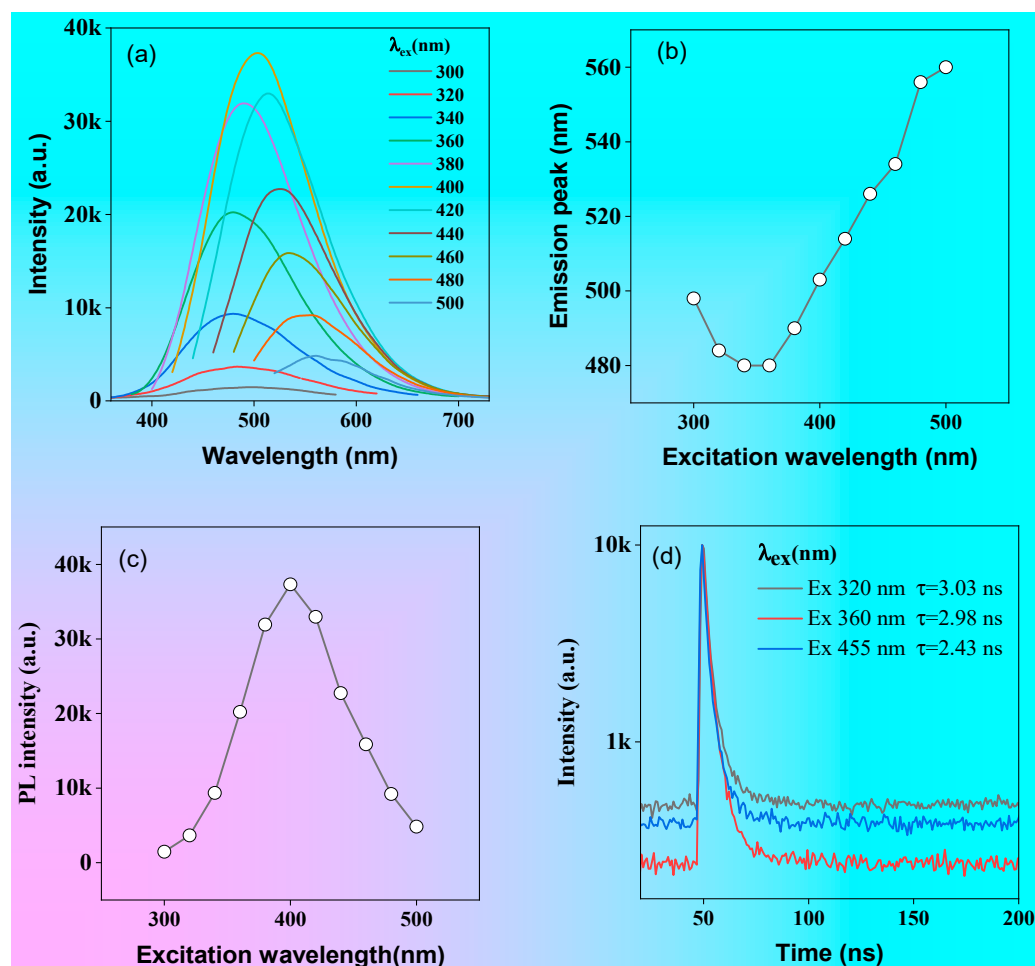 (a)
λex(nm)
300
320
340
360
380
400
420
440
460
480
500
40k
30k
20k
10k
0
400 500 600 700
Intensity (a.u.)
Wavelength (nm)
(b)
560
540
520
500
480
300 400 500
Emission peak (nm)
Excitation wavelength (nm)
(c)
40k
30k
20k
10k
0
300 400 500
PL intensity (a.u.)
Excitation wavelength(nm)
(d)
λex(nm)
Ex 320 nm τ=3.03 ns
Ex 360 nm τ=2.98 ns
Ex 455 nm τ=2.43 ns
10k
1k
50 100 150 200
Intensity (a.u.)
Time (ns)